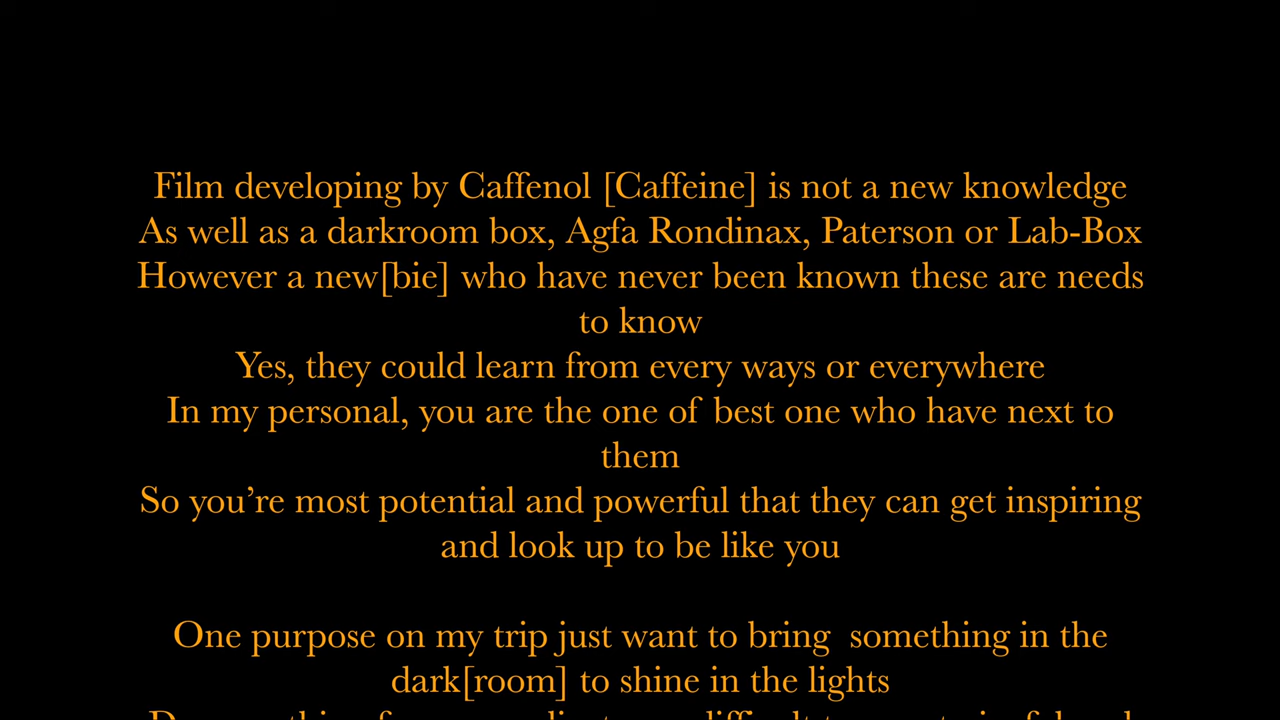 Film developing by Caffenol [Caffeine] is not a new knowledge
As well as a darkroom box, Agfa Rondinax, Paterson or Lab-Box
However a new[bie] who have never been known these are needs
to know
Yes, they could learn from every ways or everywhere
In my personal, you are the one of best one who have next to
them
So you’re most potential and powerful that they can get inspiring
and look up to be like you
One purpose on my trip just want to bring something in the
dark[room] to shine in the lights